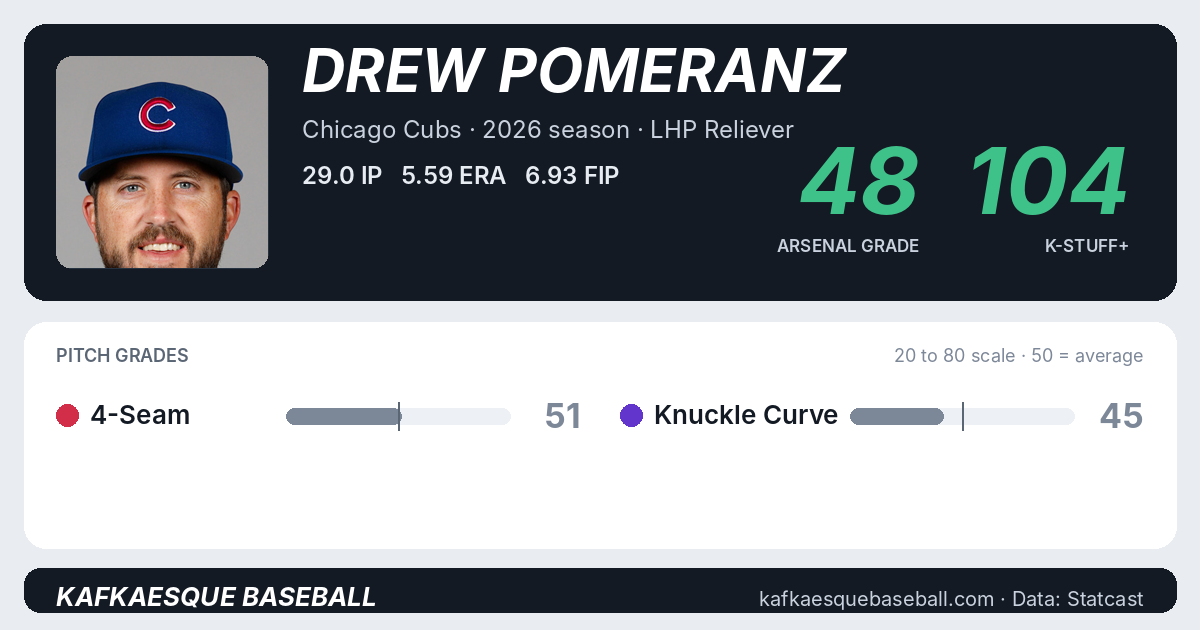 DREW POMERANZ
Chicago Cubs · 2026 season · LHP Reliever
29.0 IP 5.59 ERA 6.93 FIP
48 104
ARSENAL GRADE K-STUFF+
C
PITCH GRADES 20 to 80 scale · 50 = average
4-Seam 51 Knuckle Curve 45
KAFKAESQUE BASEBALL kafkaesquebaseball.com · Data: Statcast